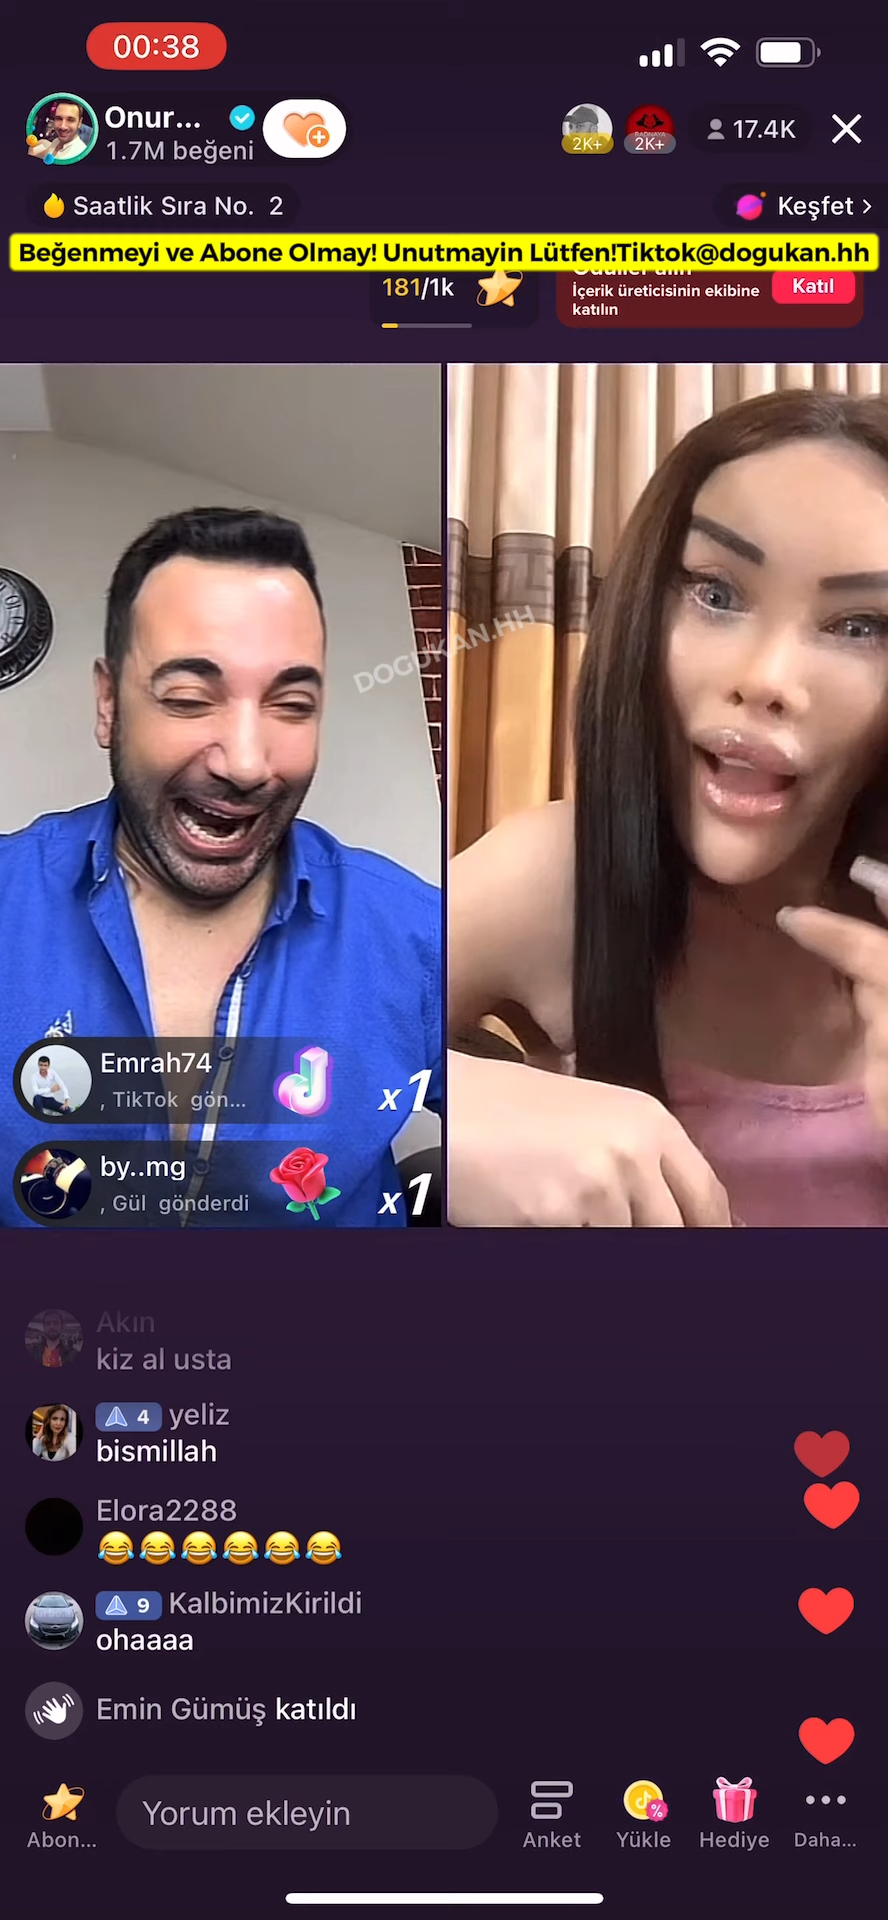 00:38
Onur...
1.7M beğeni
2K+
2K+
17.4K
Saatlik Sıra No. 2
Keşfet >
Beğenmeyi ve Abone Olmay! Unutmayin Lütfen!Tiktok@dogukan.hh
181/1k
İçerik üreticisinin ekibine
katılın
Katıl
DOGUKAN.HH
Emrah74
, TikTok gön...
x1
by..mg
, Gül gönderdi
x1
Akın
kiz al usta
4 yeliz
bismillah
Elora2288
😂😂😂😂😂😂
9 KalbimizKirildi
ohaaaa
Emin Gümüş katıldı
Abon...
Yorum ekleyin
Anket
Yükle
Hediye
Daha...